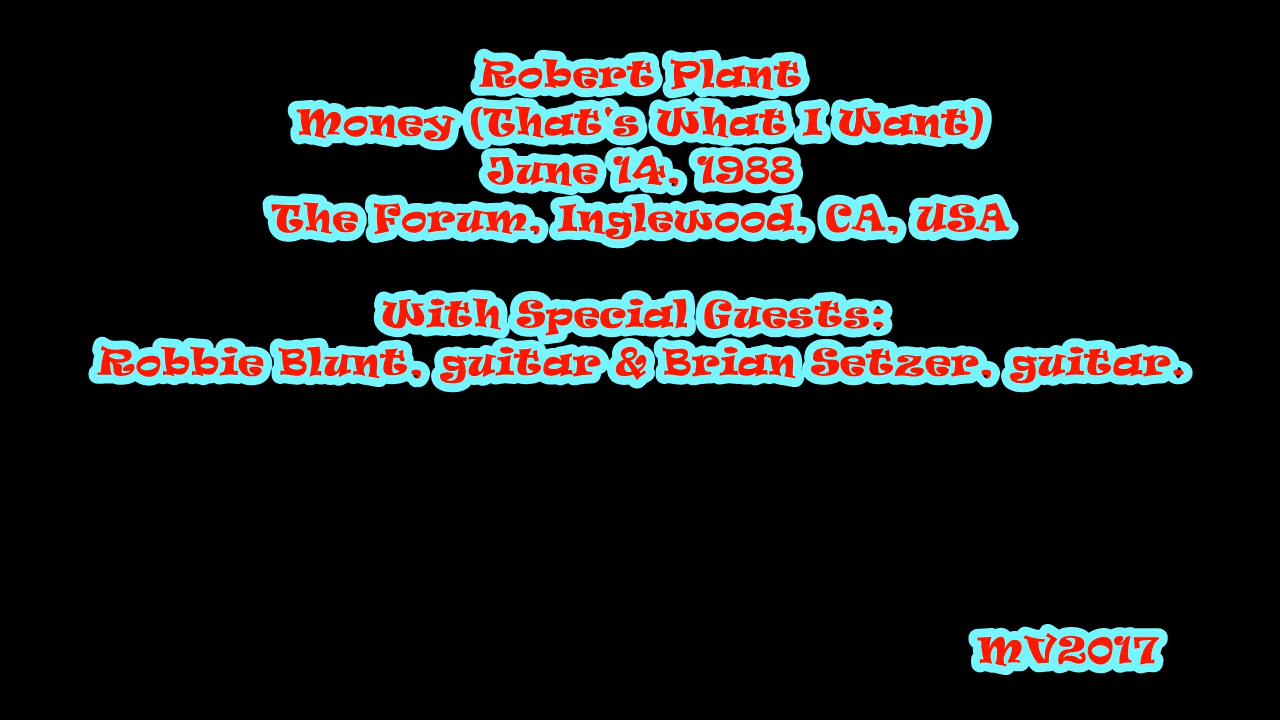 Robert Plant
Money (That's What I Want)
June 14, 1988
The Forum, Inglewood, CA, USA
With Special Guests:
Robbie Blunt, guitar & Brian Setzer, guitar.
MV2017